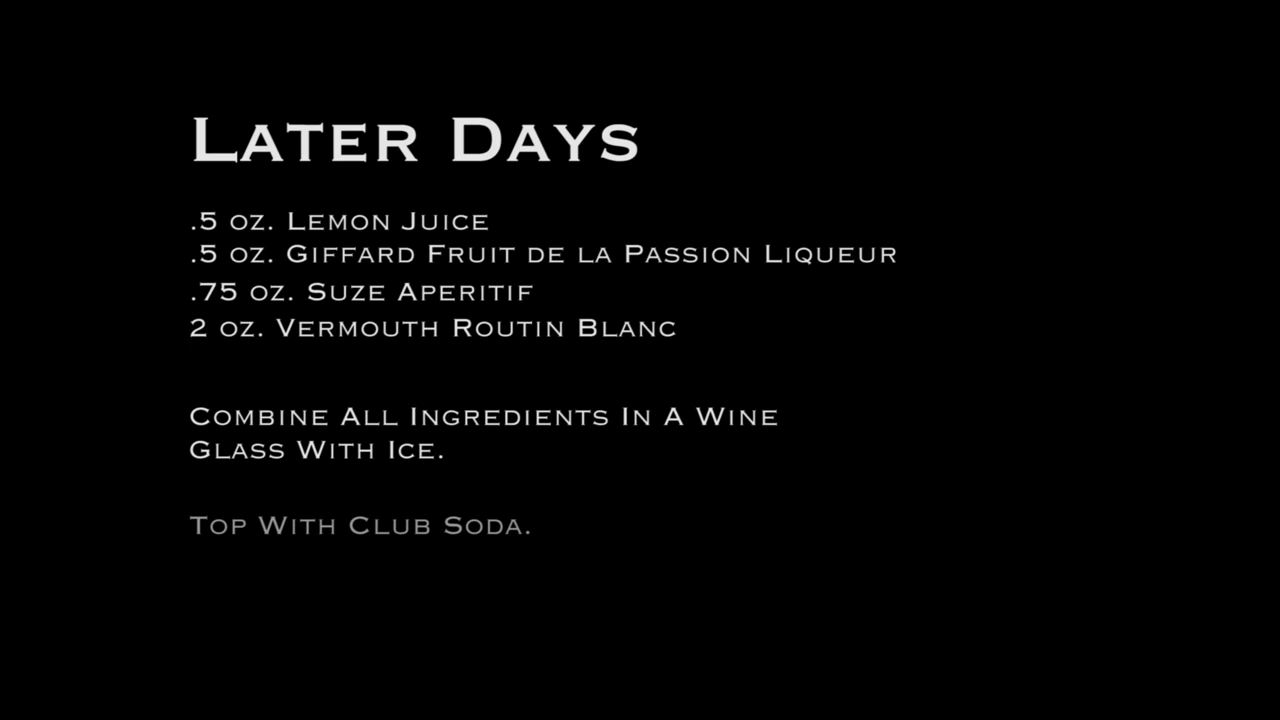 Later Days
.5 oz. Lemon Juice
.5 oz. Giffard Fruit de la Passion Liqueur
.75 oz. Suze Aperitif
2 oz. Vermouth Routin Blanc
Combine All Ingredients In A Wine
Glass With Ice.
Top With Club Soda.